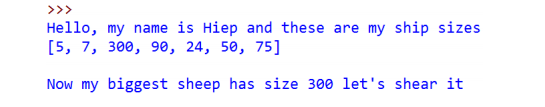 >>>
Hello, my name is Hiep and these are my ship sizes
[5, 7, 300, 90, 24, 50, 75]
Now my biggest sheep has size 300 let's shear it